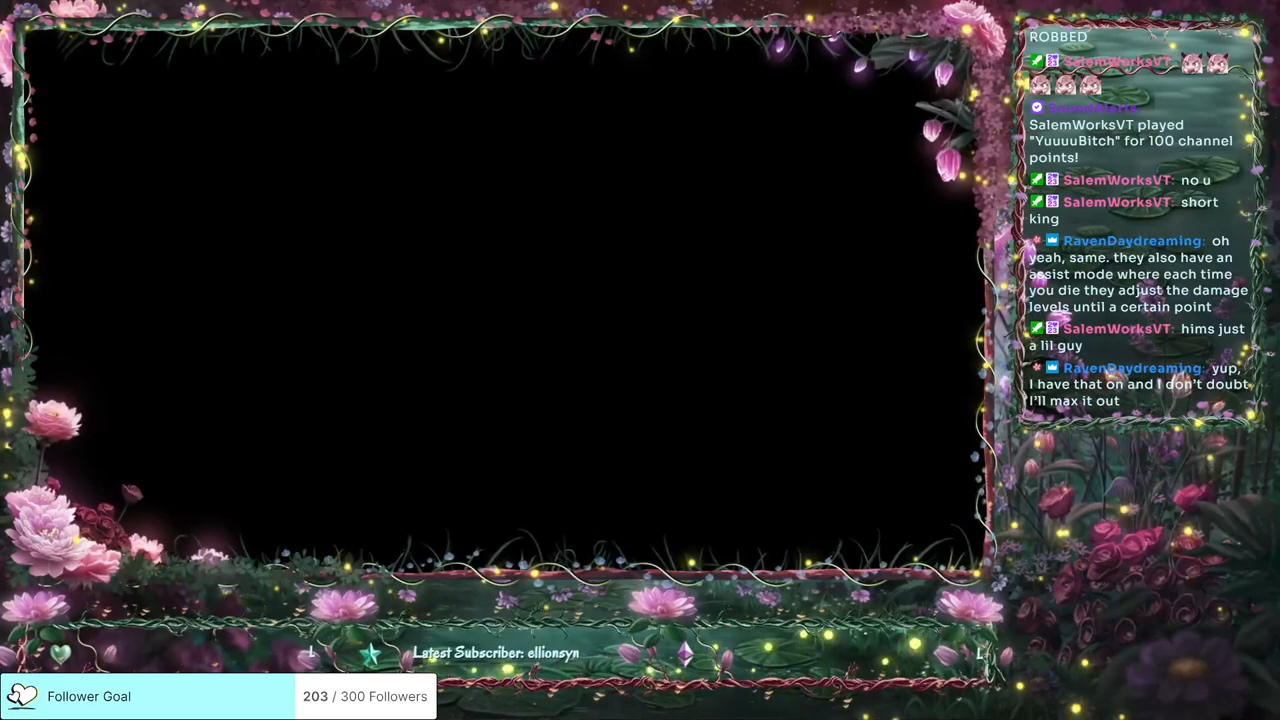 ROBBED
SalemWorksVT:
SoundAlerts:
SalemWorksVT played
"YuuuuBitch" for 100 channel
points!
SalemWorksVT: no u
SalemWorksVT: short
king
RavenDaydreaming: oh
yeah, same. they also have an
assist mode where each time
you die they adjust the damage
levels until a certain point
SalemWorksVT: hims just
a lil guy
RavenDaydreaming: yup,
I have that on and I don't doubt
I'll max it out
L
Latest Subscriber: ellionsyn
L
Follower Goal
203 / 300 Followers